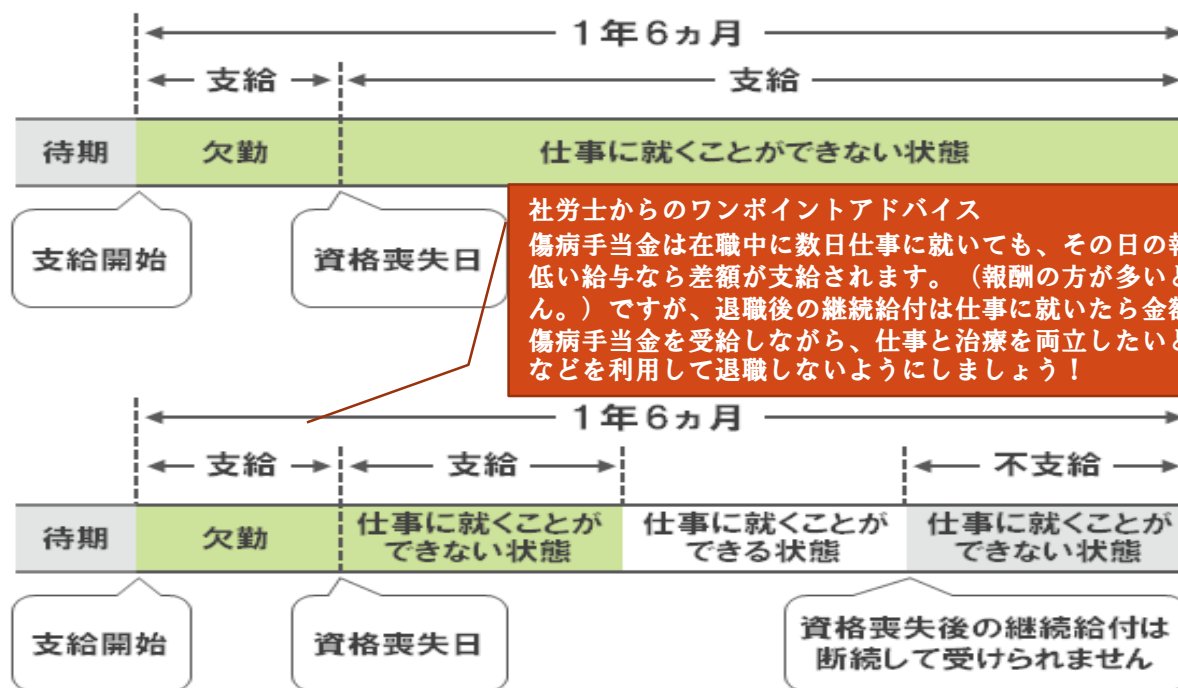 1年6ヵ月
支給 支給
待期 欠勤 仕事に就くことができない状態
支給開始 資格喪失日
社労士からのワンポイントアドバイス
傷病手当金は在職中に数日仕事に就いても、その日の
低い給与なら差額が支給されます。（報酬の方が多い
ん。）ですが、退職後の継続給付は仕事に就いたら金
傷病手当金を受給しながら、仕事と治療を両立したい
などを利用して退職しないようにしましょう！
1年6ヵ月
支給 支給 不支給
待期 欠勤 仕事に就くことが できない状態 仕事に就くことが できる状態 仕事に就くことが できない状態
支給開始 資格喪失日 資格喪失後の継続給付は
断続して受けられません